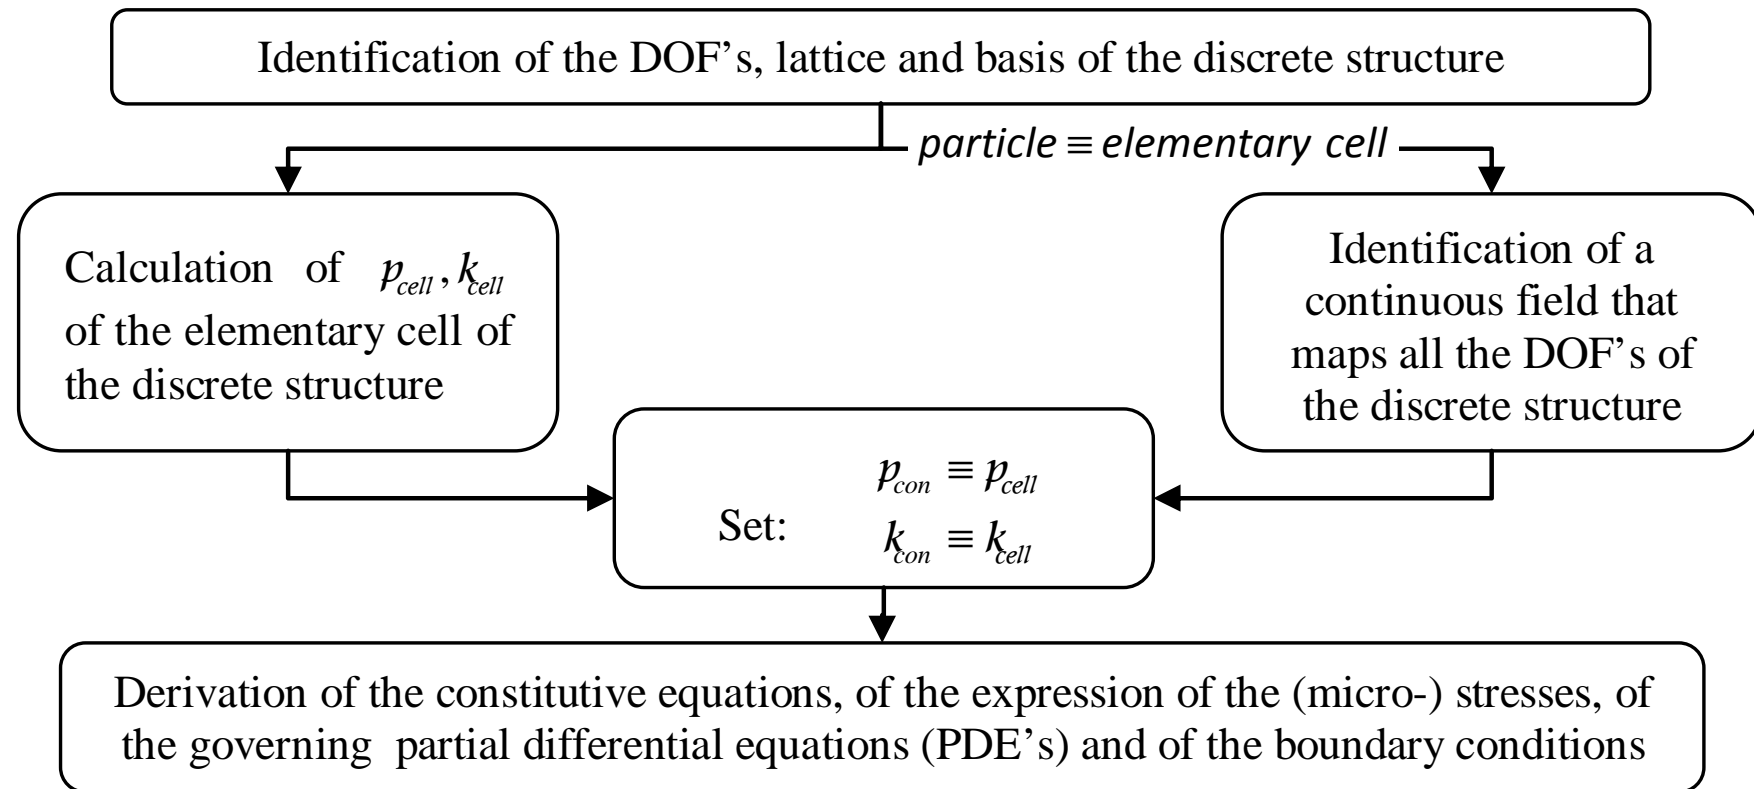 Identification of the DOF's, lattice and basis of the discrete structure
particle ≡ elementary cell
Calculation of p_cell, k_cell
of the elementary cell of
the discrete structure
Identification of a
continuous field that
maps all the DOF's of
the discrete structure
p_con ≡ p_cell
Set:
k_con ≡ k_cell
Derivation of the constitutive equations, of the expression of the (micro-) stresses, of
the governing partial differential equations (PDE's) and of the boundary conditions